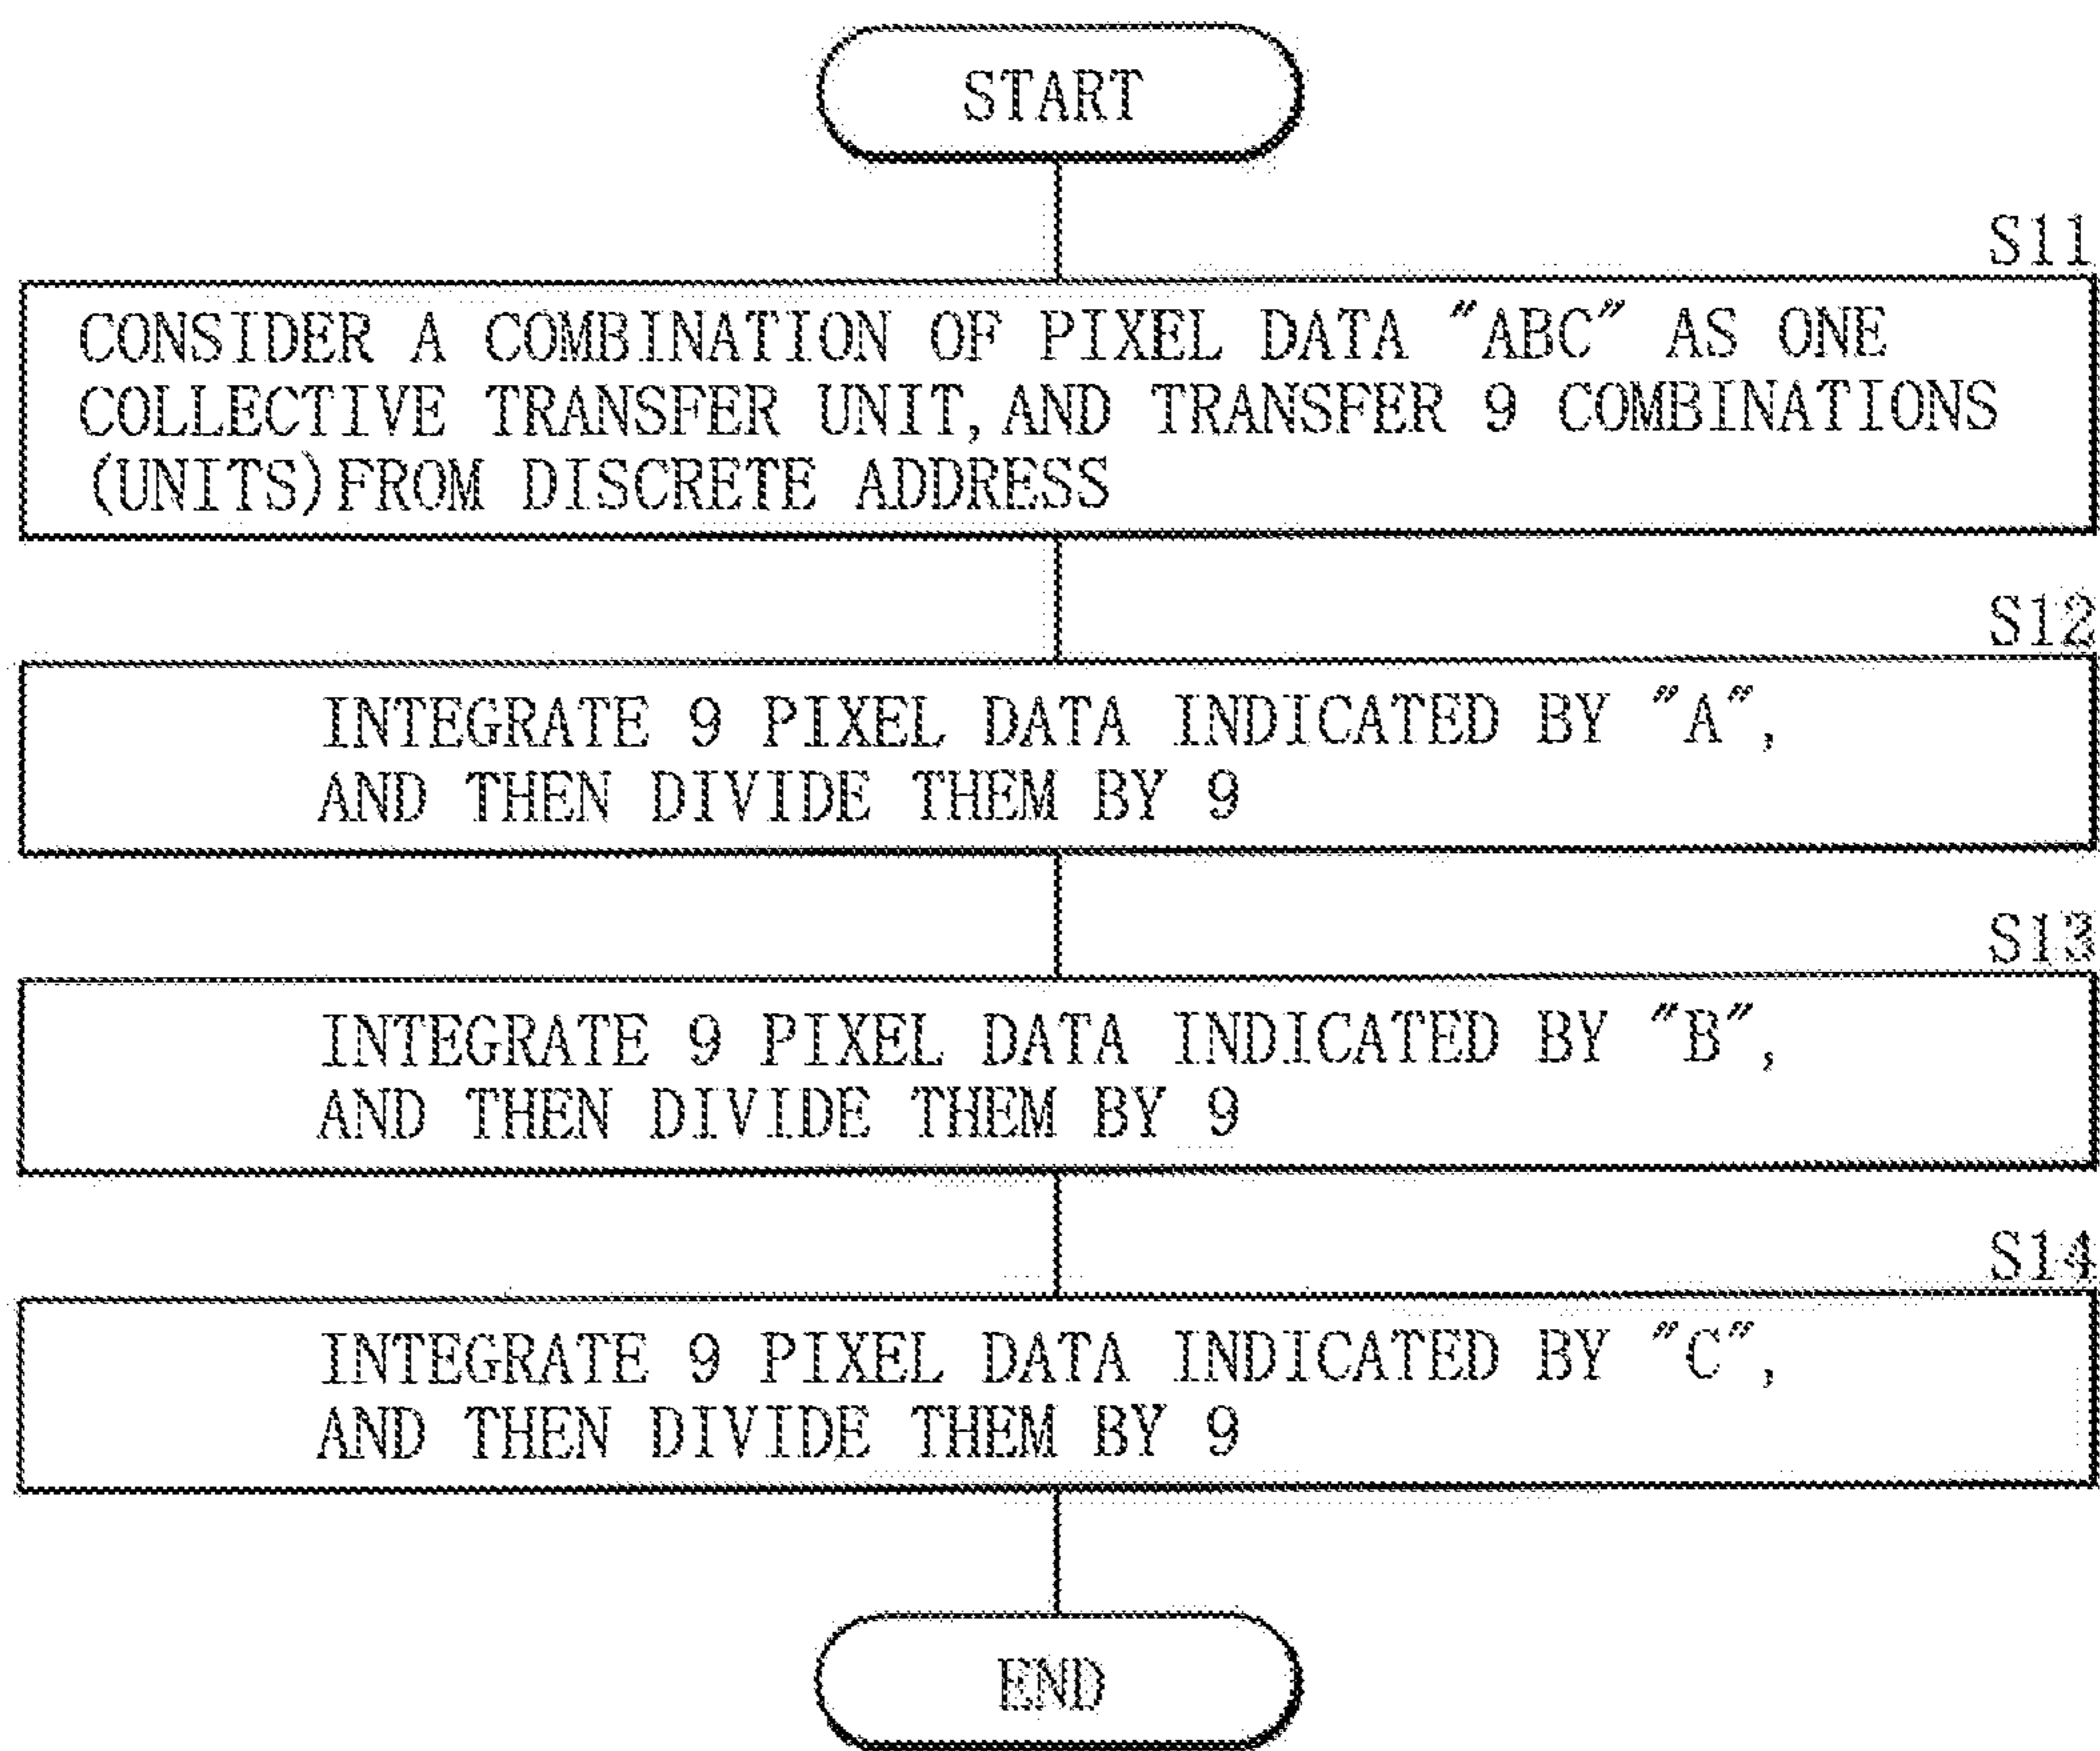 START
S11
CONSIDER A COMBINATION OF PIXEL DATA "ABC" AS ONE
COLLECTIVE TRANSFER UNIT, AND TRANSFER 9 COMBINATIONS
(UNITS) FROM DISCRETE ADDRESS
S12
INTEGRATE 9 PIXEL DATA INDICATED BY "A",
AND THEN DIVIDE THEM BY 9
S13
INTEGRATE 9 PIXEL DATA INDICATED BY "B",
AND THEN DIVIDE THEM BY 9
S14
INTEGRATE 9 PIXEL DATA INDICATED BY "C",
AND THEN DIVIDE THEM BY 9
END